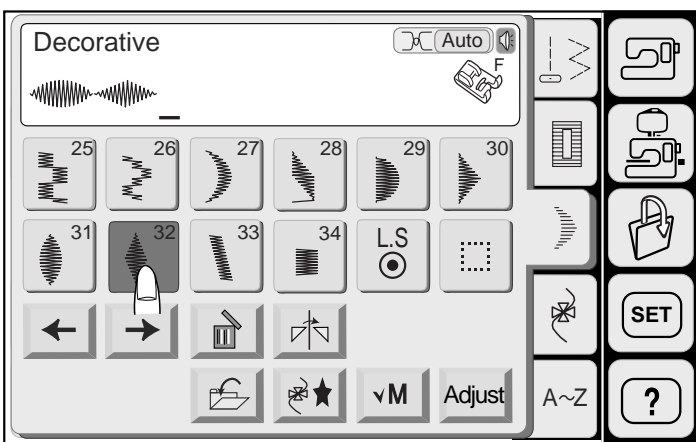 Decorative
Auto
F
25 26 27 28 29 30
31 32 33 34 L.S
SET
√M Adjust A~Z ?